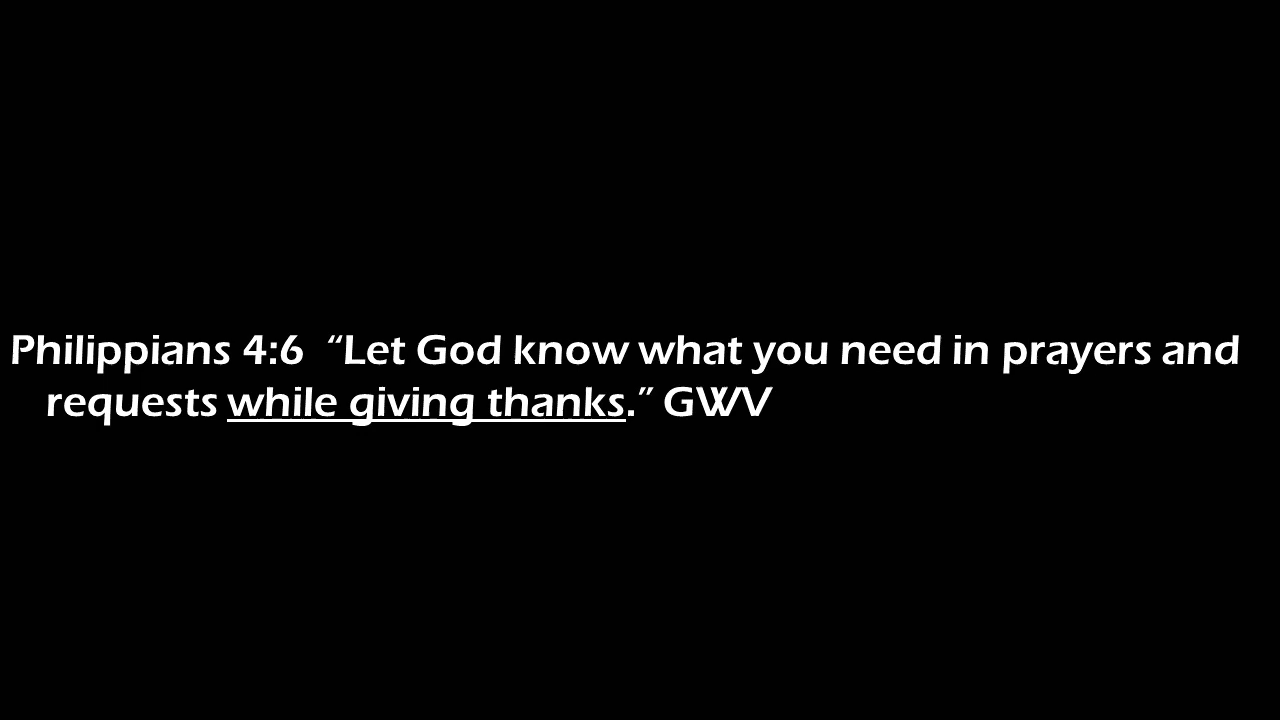 Philippians 4:6  “Let God know what you need in prayers and
requests while giving thanks.” GWV